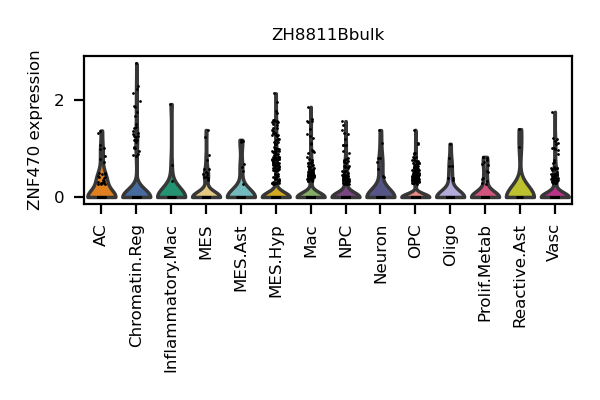 ZH8811Bbulk
ZNF470 expression
2
0
AC
Chromatin.Reg
Inflammatory.Mac
MES
MES.Ast
MES.Hyp
Mac
NPC
Neuron
OPC
Oligo
Prolif.Metab
Reactive.Ast
Vasc